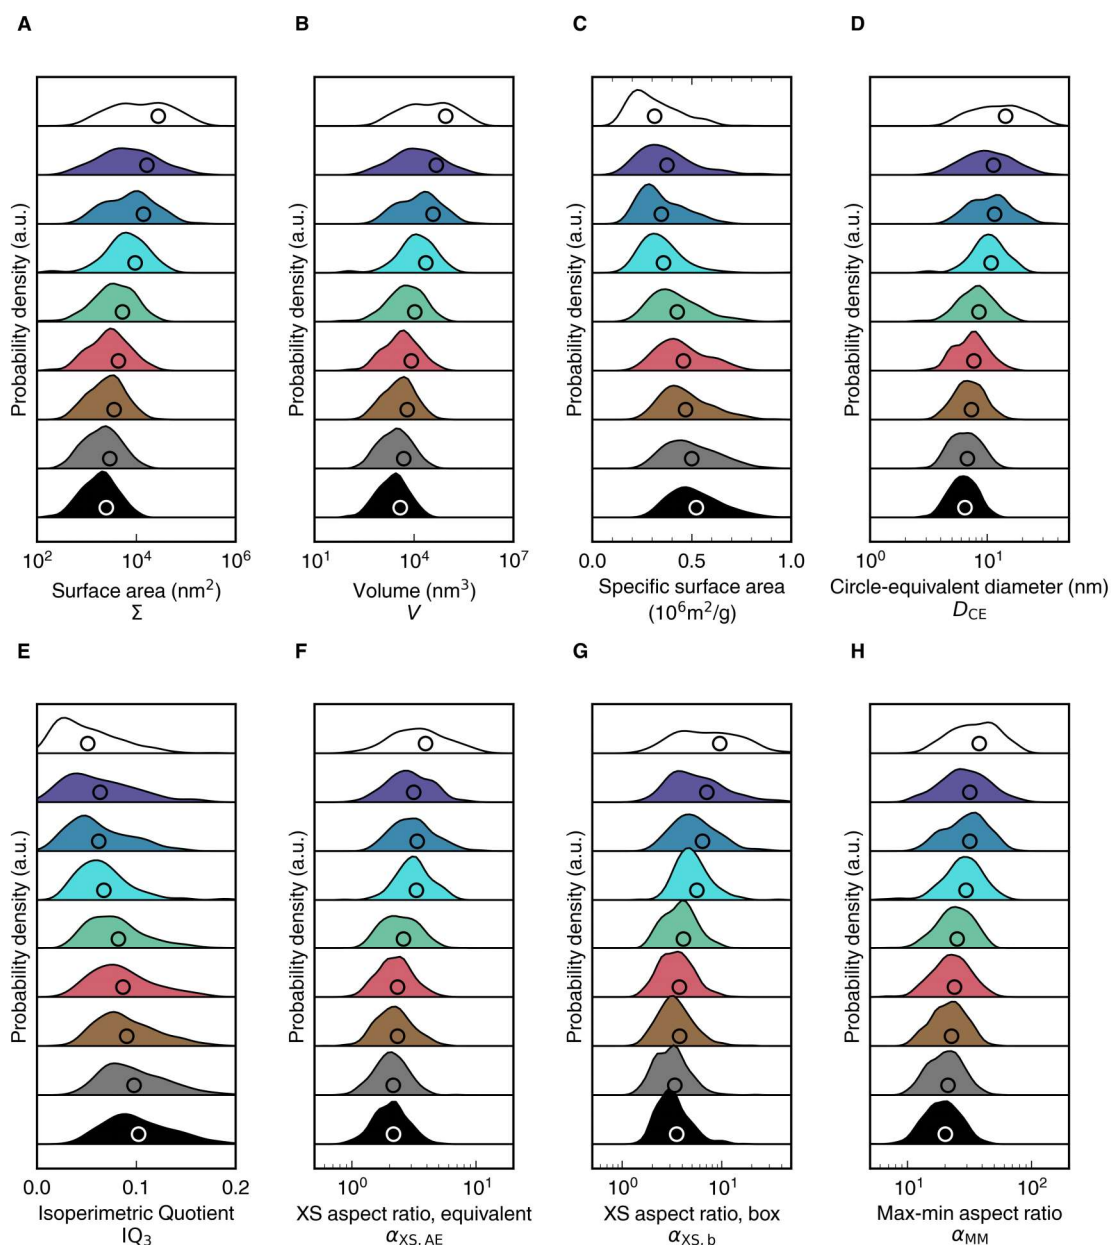 A
B
C
D
Probability density (a.u.)
Probability density (a.u.)
Probability density (a.u.)
Probability density (a.u.)
10² 10⁴ 10⁶
10¹ 10⁴ 10⁷
0.0 0.5 1.0
10⁰ 10¹
Surface area (nm²)
Σ
Volume (nm³)
V
Specific surface area
(10⁶m²/g)
Circle-equivalent diameter (nm)
D_CE
E
F
G
H
Probability density (a.u.)
Probability density (a.u.)
Probability density (a.u.)
Probability density (a.u.)
0.0 0.1 0.2
10⁰ 10¹
10⁰ 10¹
10¹ 10²
Isoperimetric Quotient
IQ₃
XS aspect ratio, equivalent
α_XS, AE
XS aspect ratio, box
α_XS, b
Max-min aspect ratio
α_MM